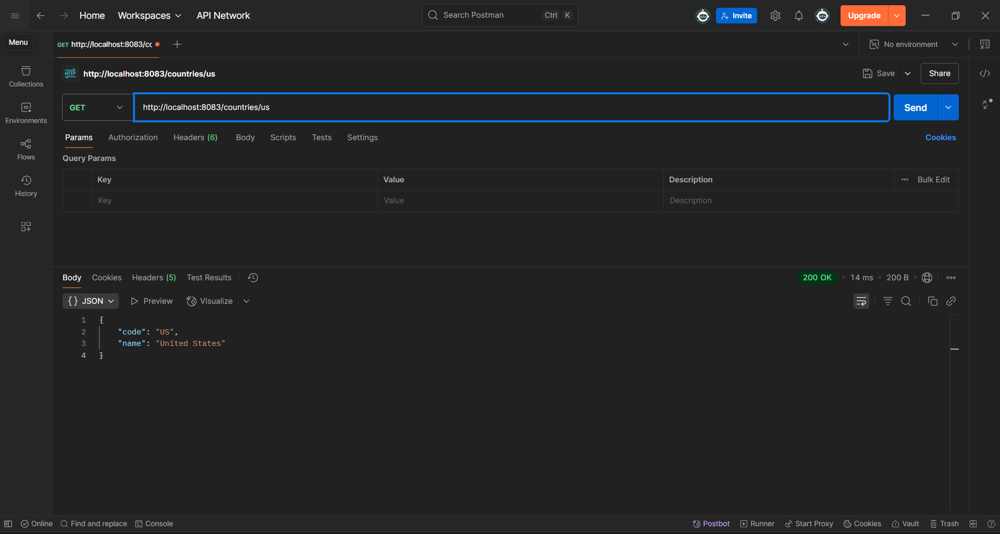 Home Workspaces API Network Search Postman Ctrl K Invite Upgrade
Menu
GET http://localhost:8083/cc
No environment
HTTP http://localhost:8083/countries/us Save Share
GET http://localhost:8083/countries/us Send
Params Authorization Headers (6) Body Scripts Tests Settings Cookies
Query Params
Key Value Description Bulk Edit
Key Value Description
Collections
Environments
Flows
History
Body Cookies Headers (5) Test Results 200 OK • 14 ms • 200 B •
{} JSON Preview Visualize
1 {
2 "code": "US",
3 "name": "United States"
4 }
Online Find and replace Console Postbot Runner Start Proxy Cookies Vault Trash